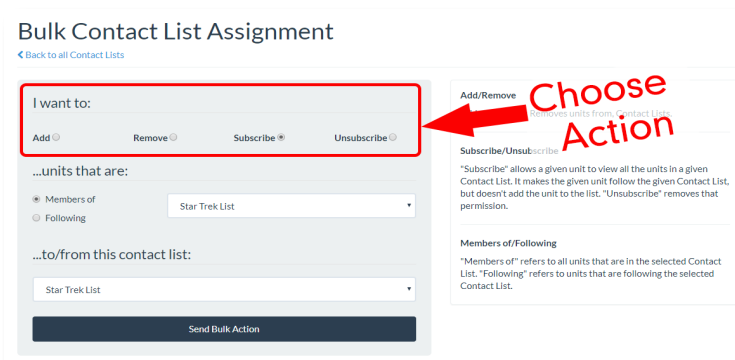 Bulk Contact List Assignment
Back to all Contact Lists
I want to:
Add
Remove
Subscribe
Unsubscribe
...units that are:
Members of
Following
Star Trek List
...to/from this contact list:
Star Trek List
Send Bulk Action
Choose
Action
Add/Remove
Removes units from Contact Lists
Subscribe/Unsubscribe
"Subscribe" allows a given unit to view all the units in a given
Contact List. It makes the given unit follow the given Contact List,
but doesn't add the unit to the list. "Unsubscribe" removes that
permission.
Members of/Following
"Members of" refers to all units that are in the selected Contact
List. "Following" refers to units that are following the selected
Contact List.